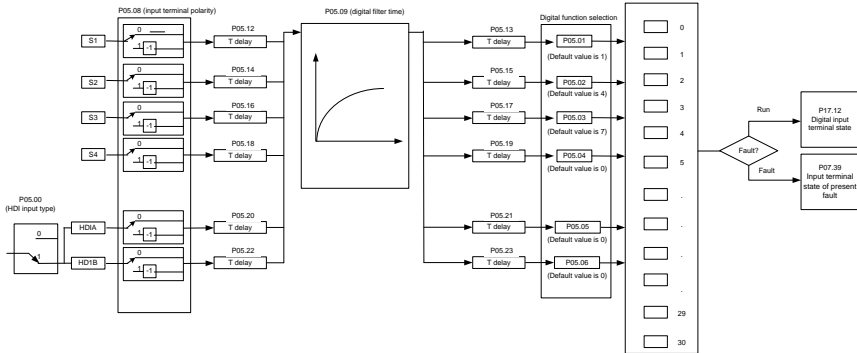 P05.08 (input terminal polarity)
P05.12
P05.09 (digital filter time)
P05.13
Digital function selection
S1
0
1
-1
T delay
T delay
P05.01
(Default value is 1)
0
1
P05.14
P05.15
S2
0
1
-1
T delay
T delay
P05.02
(Default value is 4)
2
P05.16
P05.17
S3
0
1
-1
T delay
T delay
P05.03
(Default value is 7)
3
P05.18
P05.19
S4
0
1
-1
T delay
T delay
P05.04
(Default value is 0)
4
5
Run
Fault?
Fault
P17.12
Digital input
terminal state
P07.39
Input terminal
state of present
fault
P05.00
(HDI input type)
0
1
P05.20
P05.21
HDIA
0
1
-1
T delay
T delay
P05.05
(Default value is 0)
.
.
P05.22
P05.23
HD1B
0
1
-1
T delay
T delay
P05.06
(Default value is 0)
.
.
29
30